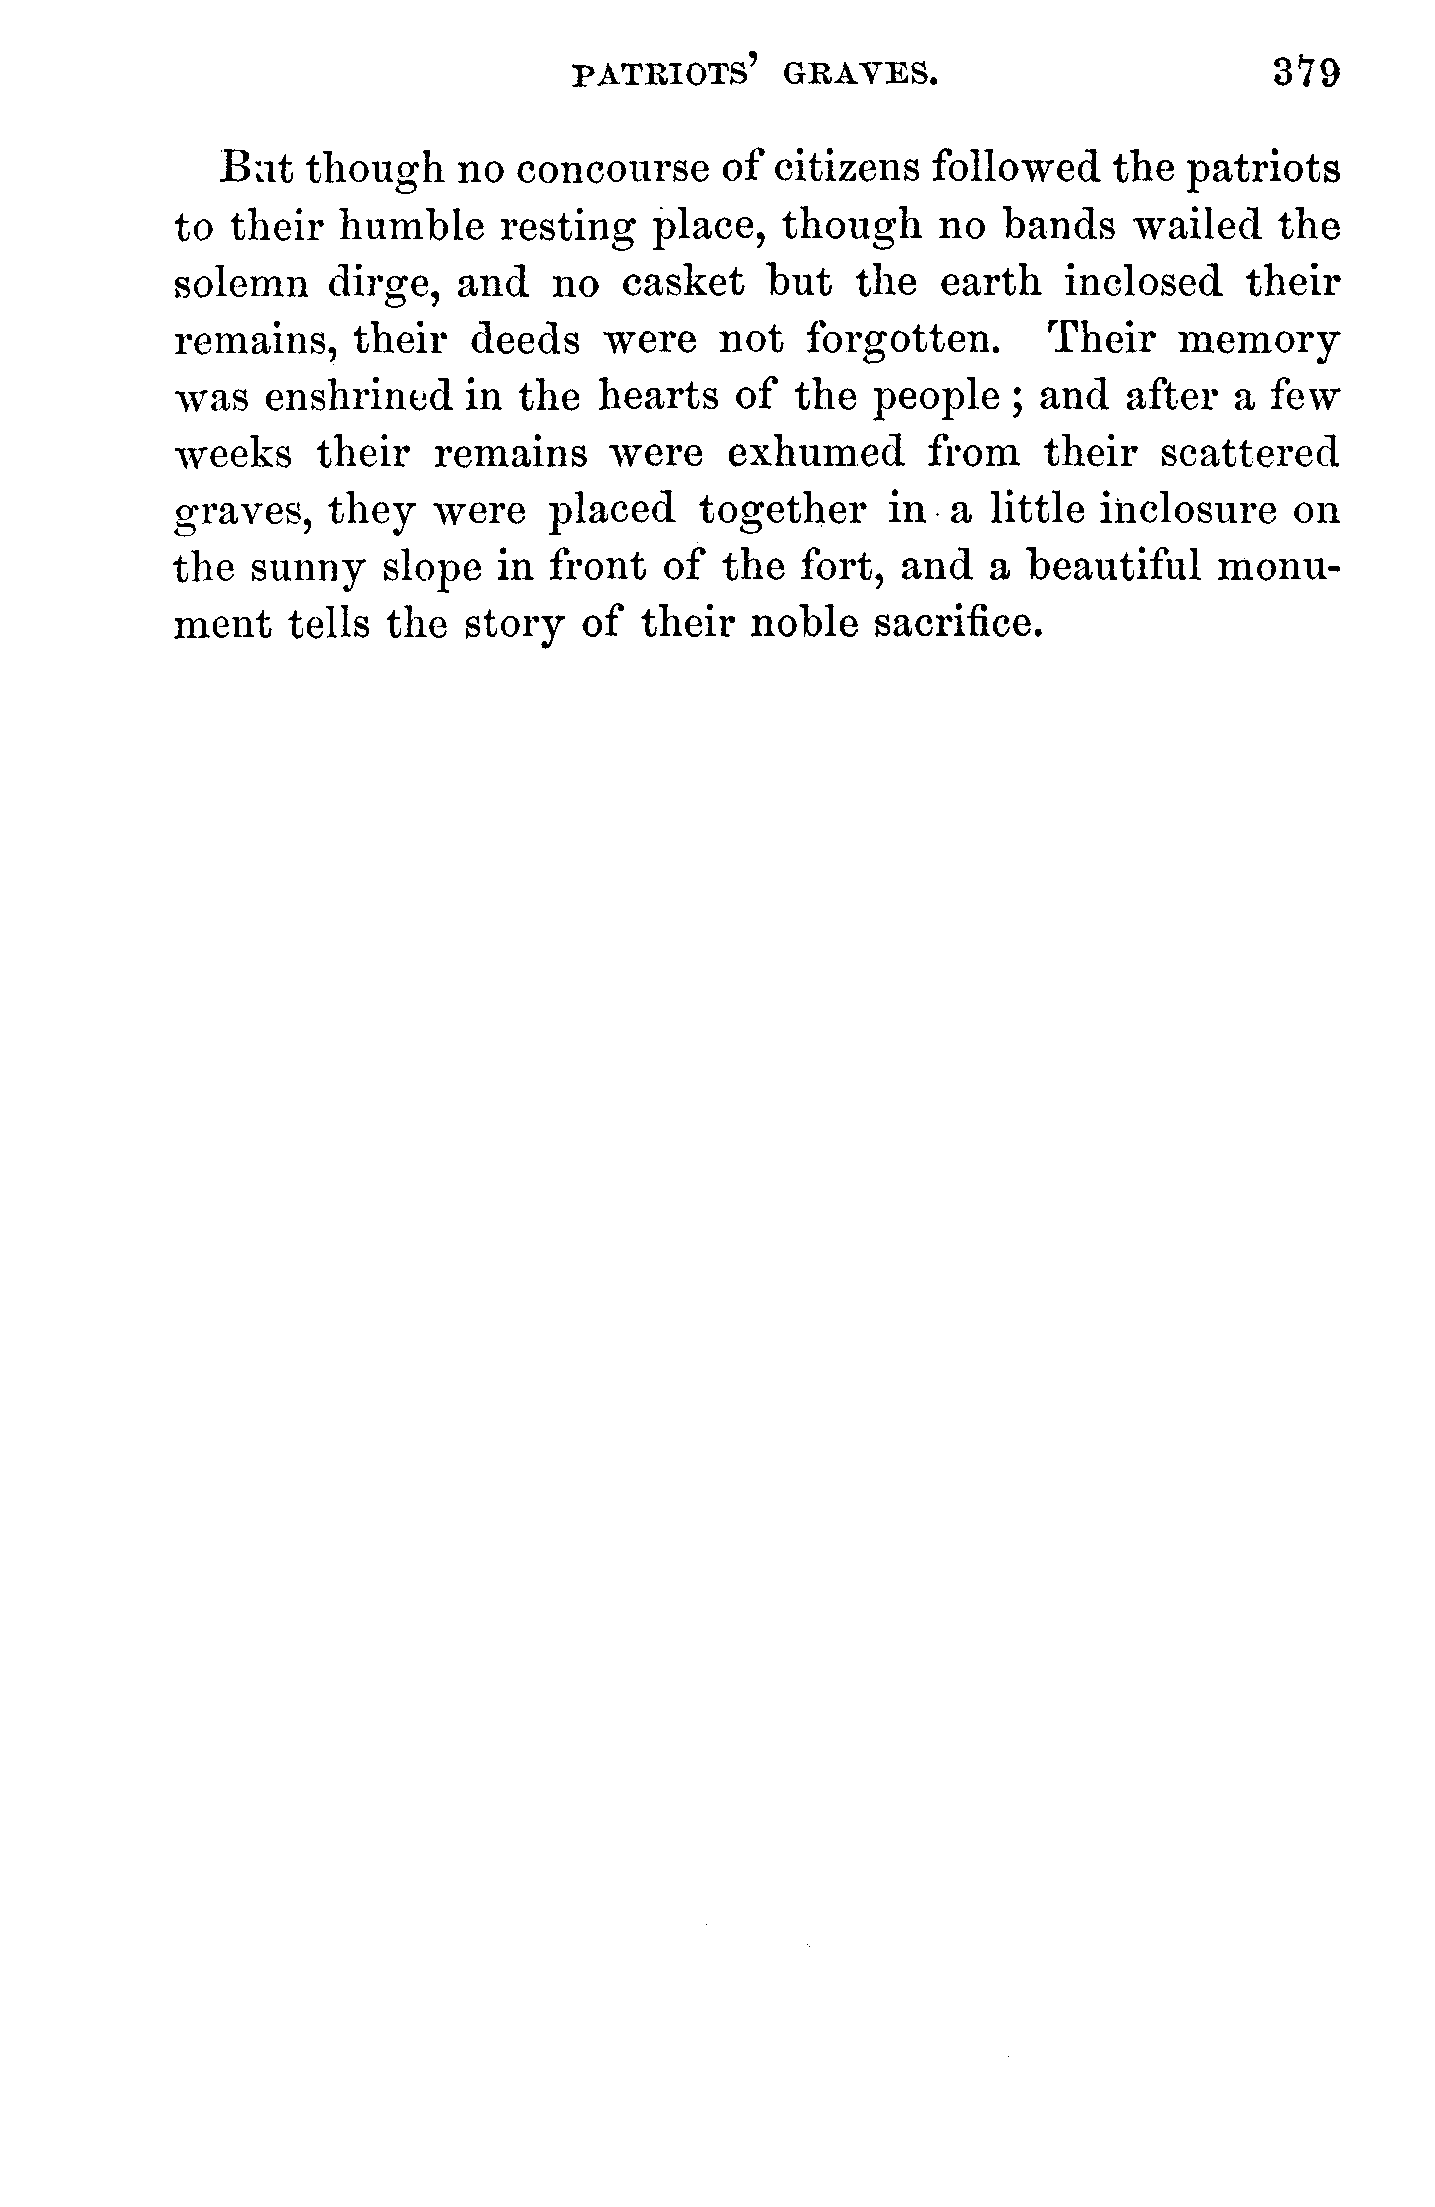 PATRIOTS' GRAVES. 379
But though no concourse of citizens followed the patriots
to their humble resting place, though no bands wailed the
solemn dirge, and no casket but the earth inclosed their
remains, their deeds were not forgotten. Their memory
was enshrined in the hearts of the people; and after a few
weeks their remains were exhumed from their scattered
graves, they were placed together in a little inclosure on
the sunny slope in front of the fort, and a beautiful monu-
ment tells the story of their noble sacrifice.